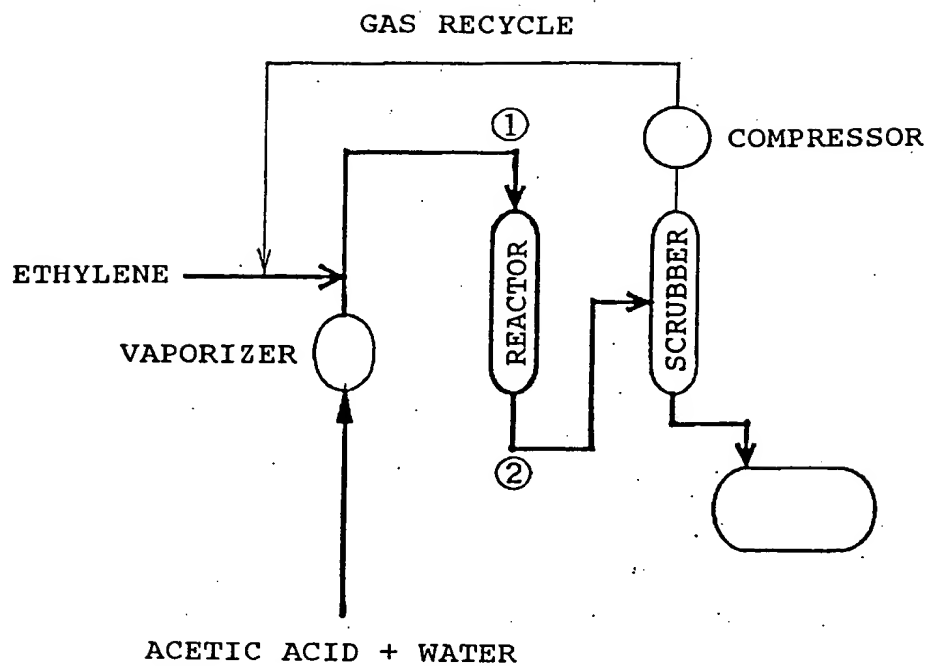 GAS RECYCLE
①
COMPRESSOR
REACTOR
SCRUBBER
ETHYLENE
VAPORIZER
②
ACETIC ACID + WATER